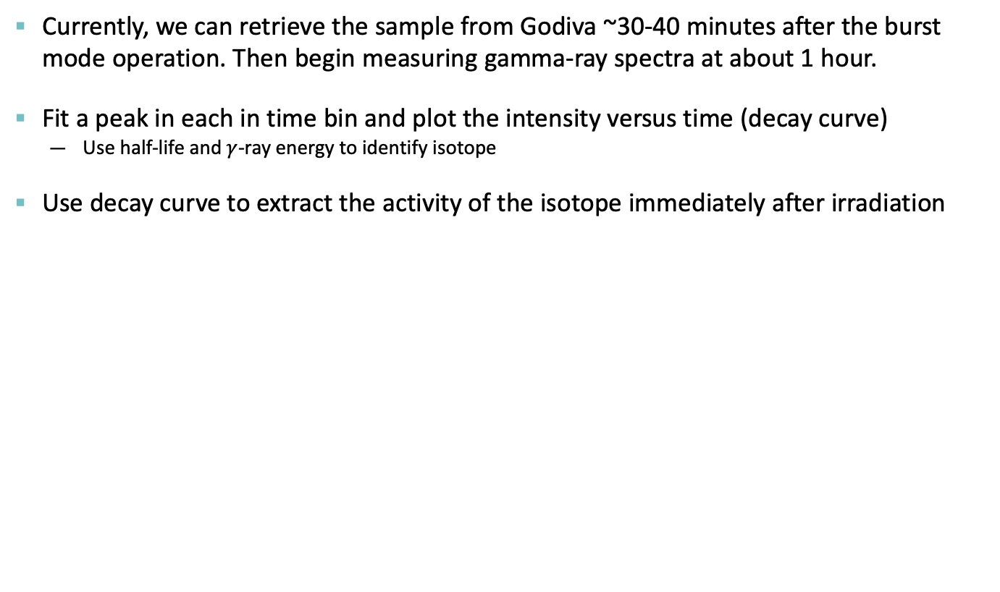 ▪ Currently, we can retrieve the sample from Godiva ~30-40 minutes after the burst
mode operation. Then begin measuring gamma-ray spectra at about 1 hour.
▪ Fit a peak in each in time bin and plot the intensity versus time (decay curve)
— Use half-life and γ-ray energy to identify isotope
▪ Use decay curve to extract the activity of the isotope immediately after irradiation